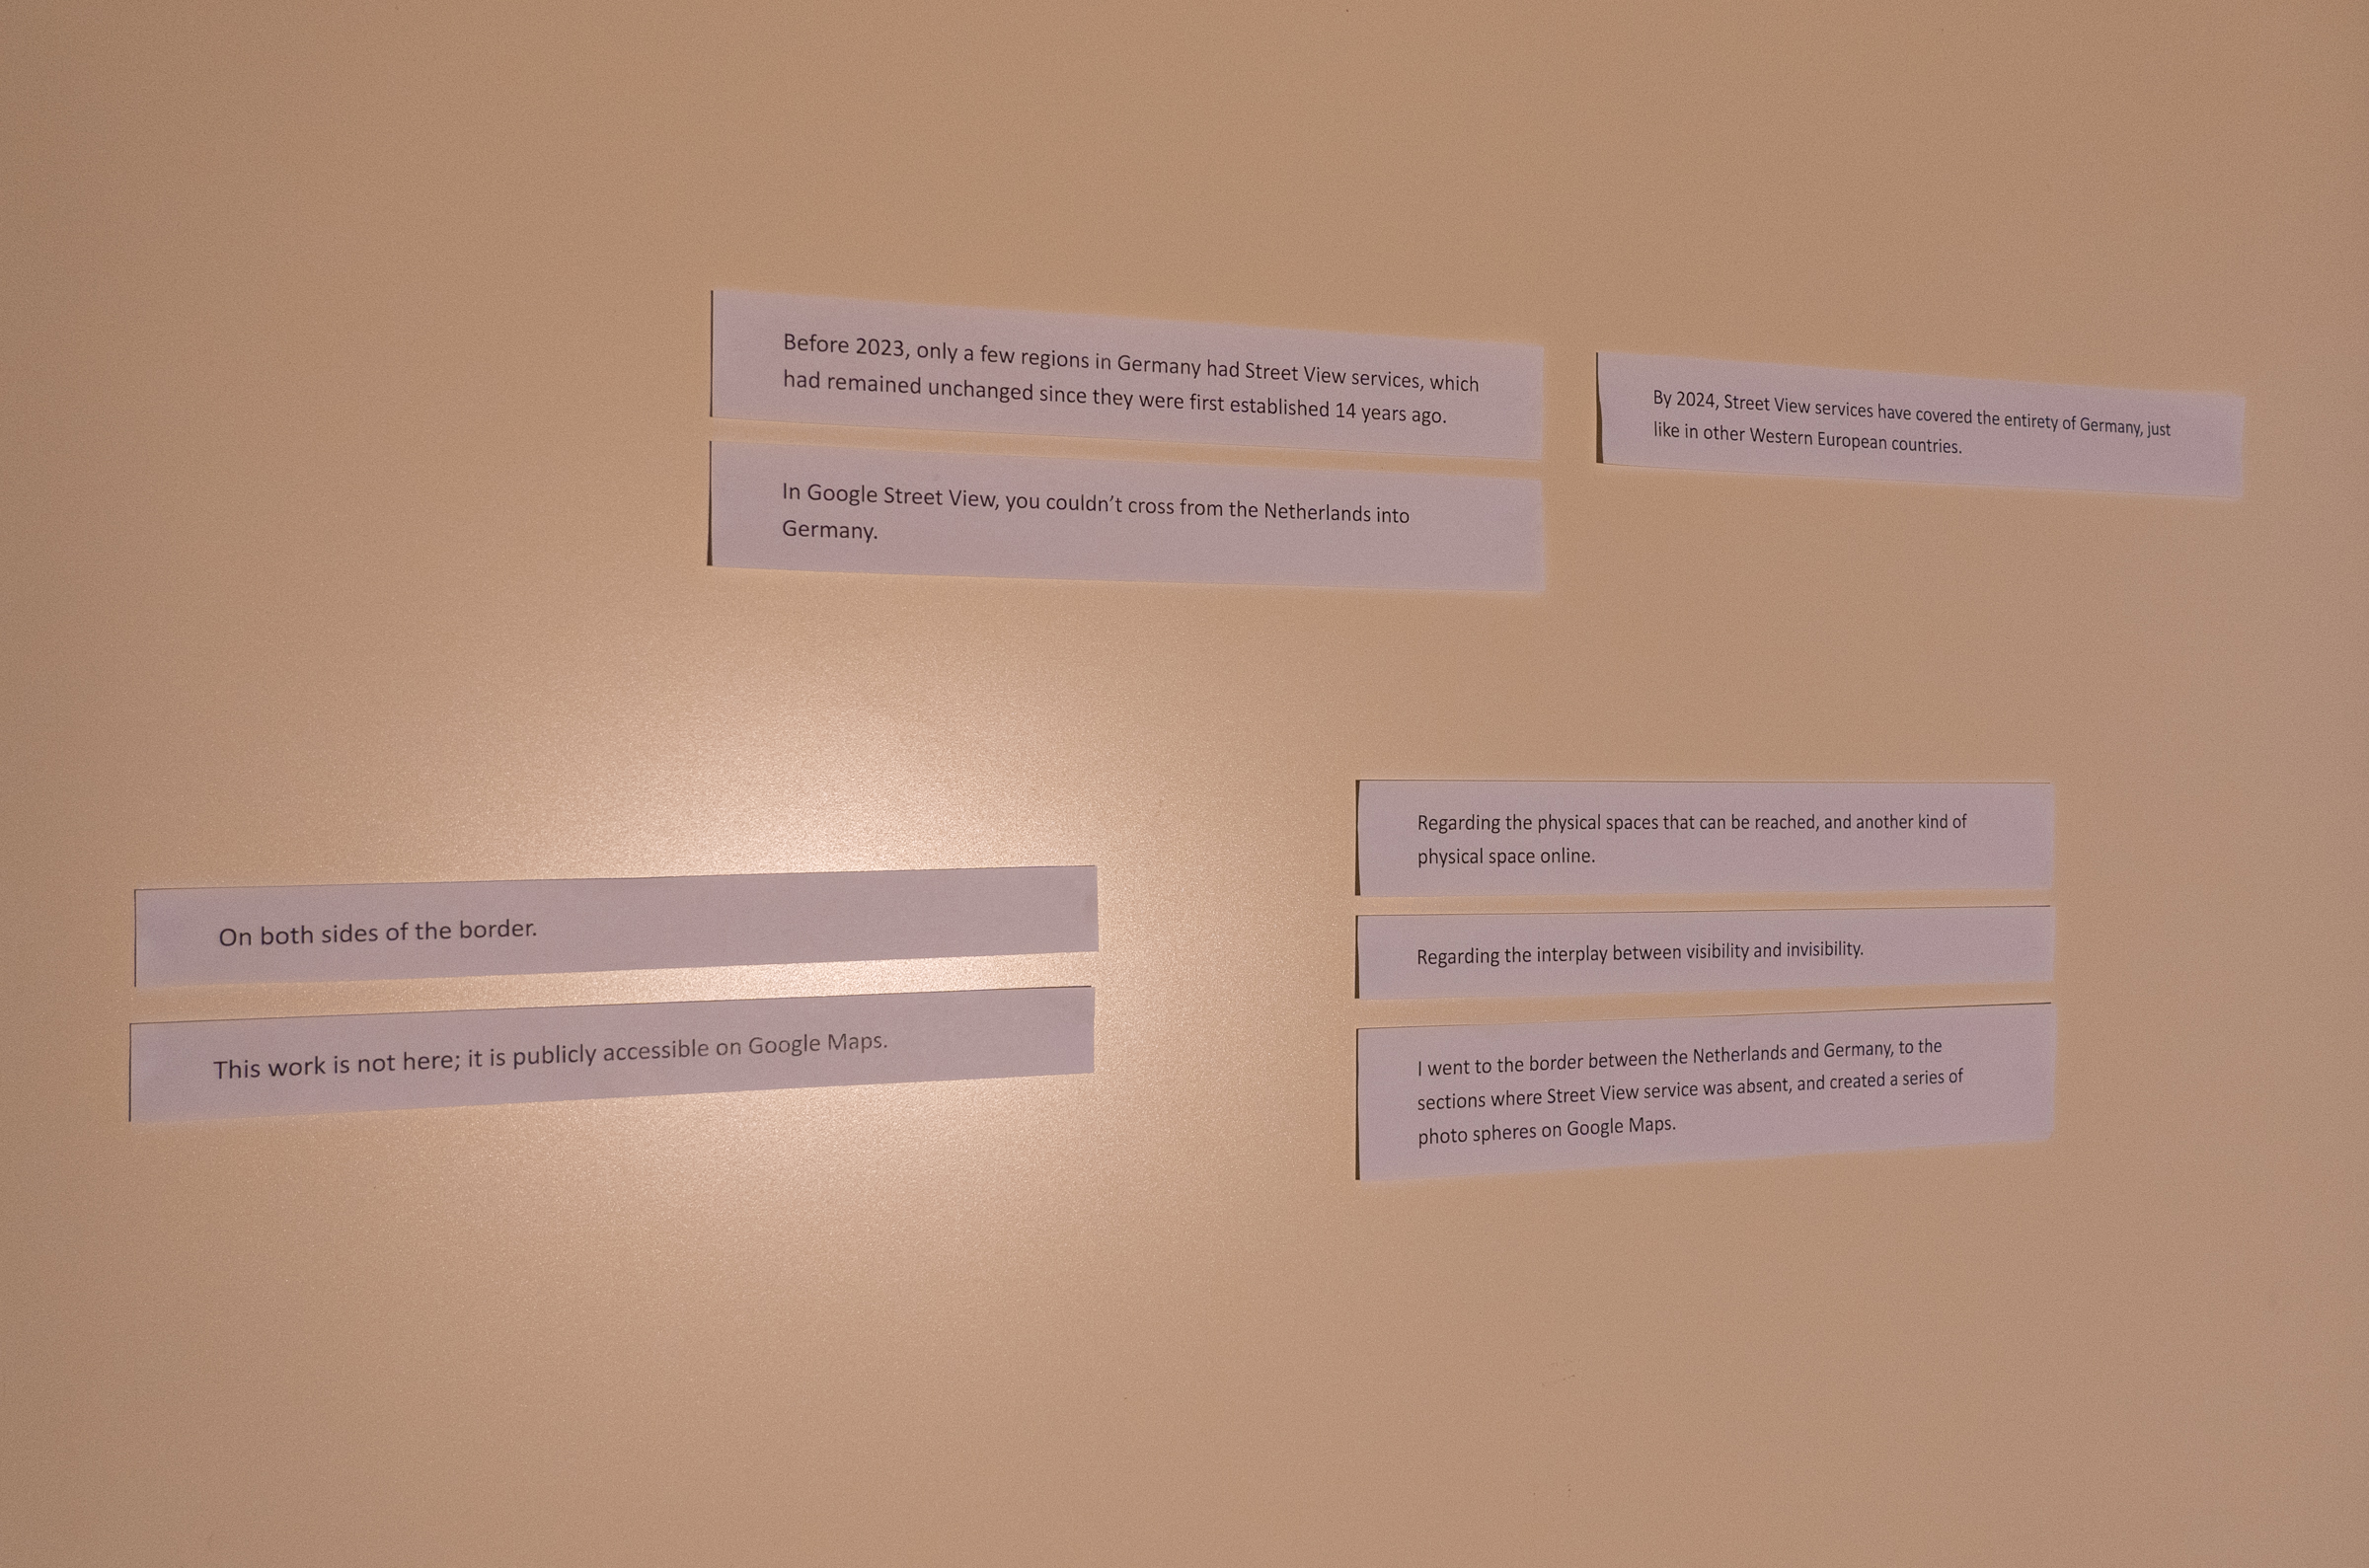 Before 2023, only a few regions in Germany had Street View services, which
had remained unchanged since they were first established 14 years ago.
In Google Street View, you couldn’t cross from the Netherlands into
Germany.
By 2024, Street View services have covered the entirety of Germany, just
like in other Western European countries.
On both sides of the border.
This work is not here; it is publicly accessible on Google Maps.
Regarding the physical spaces that can be reached, and another kind of
physical space online.
Regarding the interplay between visibility and invisibility.
I went to the border between the Netherlands and Germany, to the
sections where Street View service was absent, and created a series of
photo spheres on Google Maps.